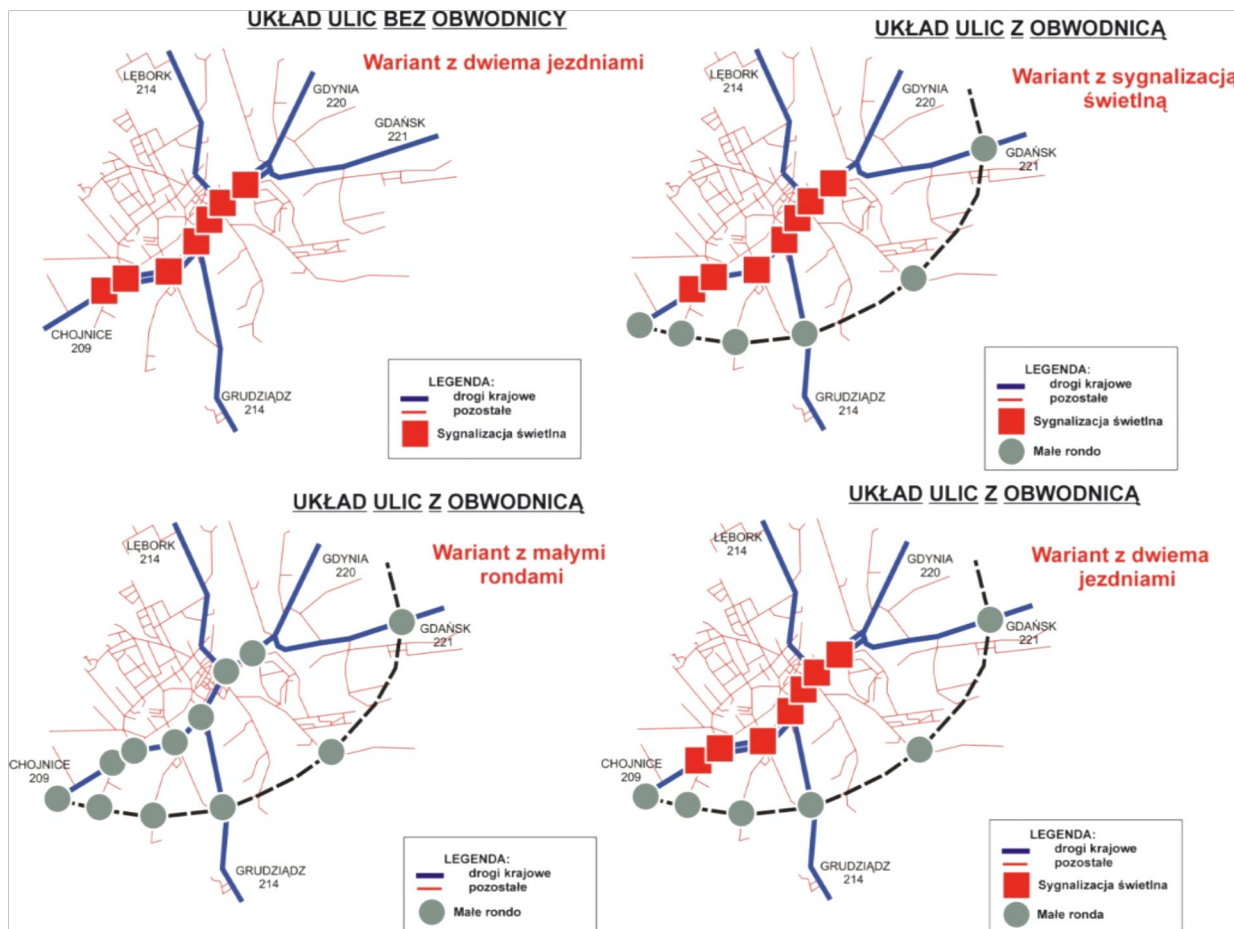 UKŁAD ULIC BEZ OBWODNICY
Wariant z dwiema jezdniami
LĘBORK
214
GDYNIA
220
GDAŃSK
221
CHOJNICE
209
GRUDZIĄDZ
214
LEGENDA:
drogi krajowe
pozostałe
Sygnalizacja świetlna
UKŁAD ULIC Z OBWODNICĄ
Wariant z sygnalizacją
świetlną
LĘBORK
214
GDYNIA
220
GDAŃSK
221
CHOJNICE
209
GRUDZIĄDZ
214
LEGENDA:
drogi krajowe
pozostałe
Sygnalizacja świetlna
Małe rondo
UKŁAD ULIC Z OBWODNICĄ
Wariant z małymi
rondami
LĘBORK
214
GDYNIA
220
GDAŃSK
221
CHOJNICE
209
GRUDZIĄDZ
214
LEGENDA:
drogi krajowe
pozostałe
Małe rondo
UKŁAD ULIC Z OBWODNICĄ
Wariant z dwiema
jezdniami
LĘBORK
214
GDYNIA
220
GDAŃSK
221
CHOJNICE
209
GRUDZIĄDZ
214
LEGENDA:
drogi krajowe
pozostałe
Sygnalizacja świetlna
Małe ronda